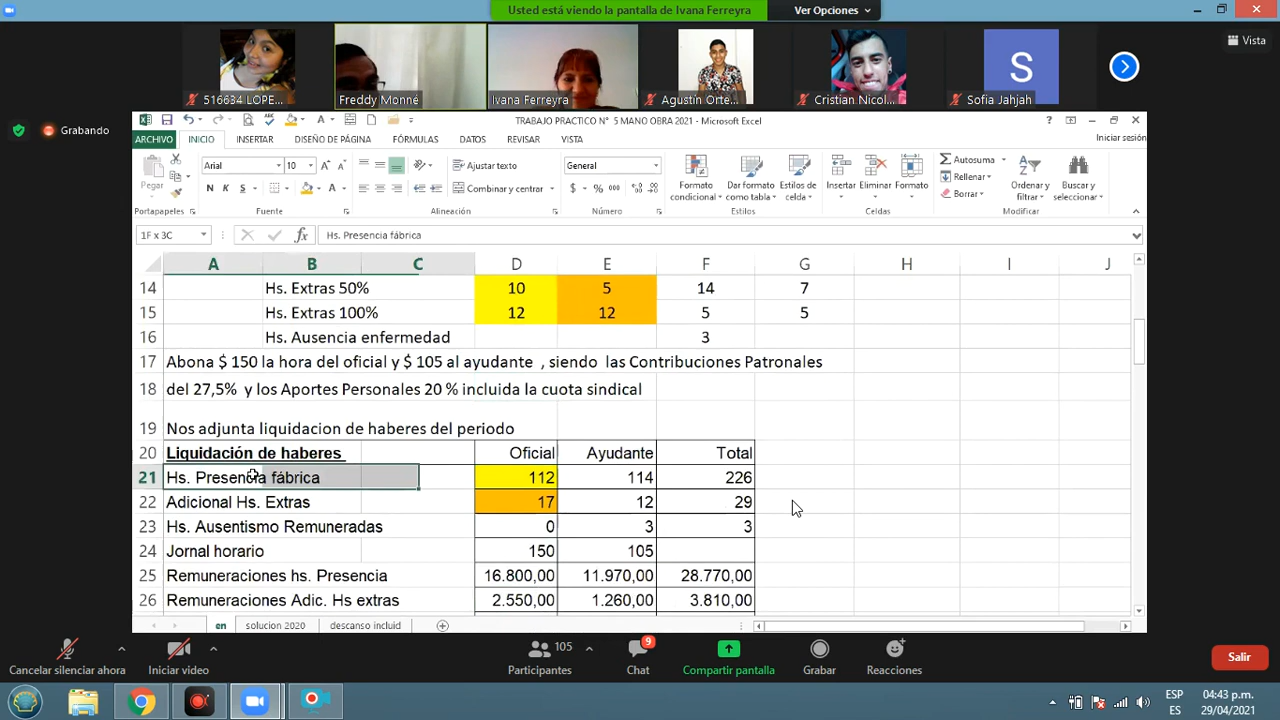 Usted está viendo la pantalla de Ivana Ferreyra
Ver Opciones
Vista
516634 LOPE...
Freddy Monné
Ivana Ferreyra
Agustín Orte...
Cristian Nicol...
S
Sofia Jahjah
Grabando
TRABAJO PRACTICO N° 5 MANO OBRA 2021 - Microsoft Excel
ARCHIVO INICIO INSERTAR DISEÑO DE PÁGINA FÓRMULAS DATOS REVISAR VISTA
Iniciar sesión
Pegar
Arial 10
N K S
Ajustar texto
Combinar y centrar
General
$ % 000
Formato condicional
Dar formato como tabla
Estilos de celda
Insertar Eliminar Formato
Autosuma
Rellenar
Borrar
Ordenar y filtrar
Buscar y seleccionar
Portapapeles Fuente Alineación Número Estilos Celdas Modificar
1F x 3C fx Hs. Presencia fábrica
A B C D E F G H I J
14 Hs. Extras 50% 10 5 14 7
15 Hs. Extras 100% 12 12 5 5
16 Hs. Ausencia enfermedad 3
17 Abona $ 150 la hora del oficial y $ 105 al ayudante , siendo las Contribuciones Patronales
18 del 27,5% y los Aportes Personales 20 % incluida la cuota sindical
19 Nos adjunta liquidacion de haberes del periodo
20 Liquidación de haberes Oficial Ayudante Total
21 Hs. Presencia fábrica 112 114 226
22 Adicional Hs. Extras 17 12 29
23 Hs. Ausentismo Remuneradas 0 3 3
24 Jornal horario 150 105
25 Remuneraciones hs. Presencia 16.800,00 11.970,00 28.770,00
26 Remuneraciones Adic. Hs extras 2.550,00 1.260,00 3.810,00
en solucion 2020 descanso incluid
Cancelar silenciar ahora
Iniciar video
105
Participantes
9
Chat
Compartir pantalla
Grabar
Reacciones
Salir
ESP
ES
04:43 p.m.
29/04/2021